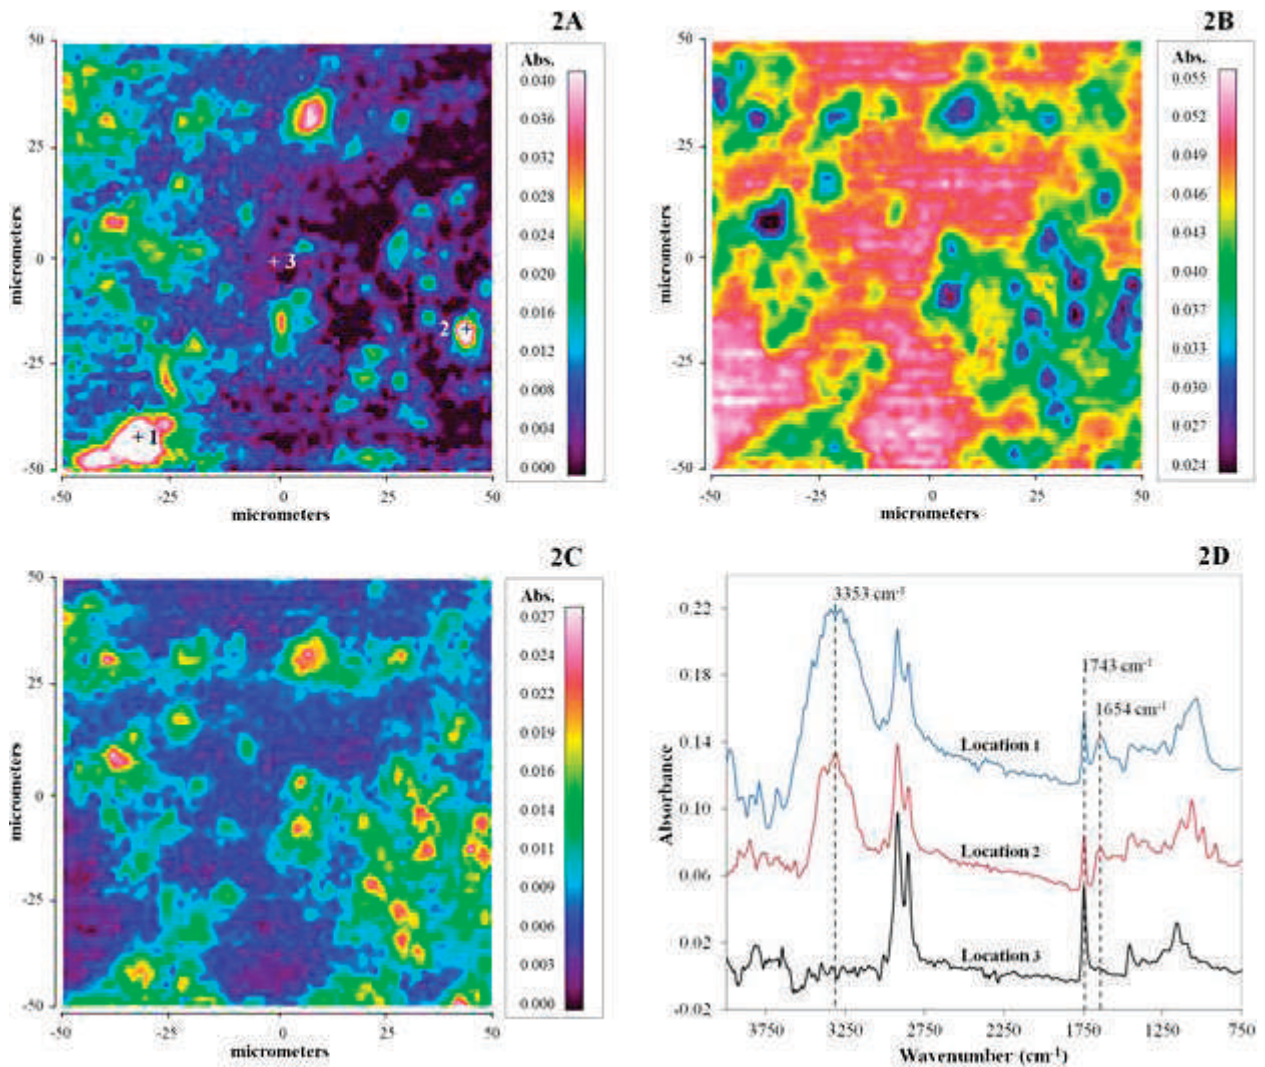 2A
50
25
0
-25
-50
micrometers
-50 -25 0 25 50
micrometers
+ 1
2 +
+ 3
Abs.
0.040
0.036
0.032
0.028
0.024
0.020
0.016
0.012
0.008
0.004
0.000
2B
50
25
0
-25
-50
micrometers
-50 -25 0 25 50
micrometers
Abs.
0.055
0.052
0.049
0.046
0.043
0.040
0.037
0.033
0.030
0.027
0.024
2C
50
25
0
-25
-50
micrometers
-50 -25 0 25 50
micrometers
Abs.
0.027
0.024
0.022
0.019
0.016
0.014
0.011
0.009
0.006
0.003
0.000
2D
3353 cm-1
1743 cm-1
1654 cm-1
Location 1
Location 2
Location 3
0.22
0.18
0.14
0.10
0.06
0.02
-0.02
Absorbance
3750 3250 2750 2250 1750 1250 750
Wavenumber (cm-1)